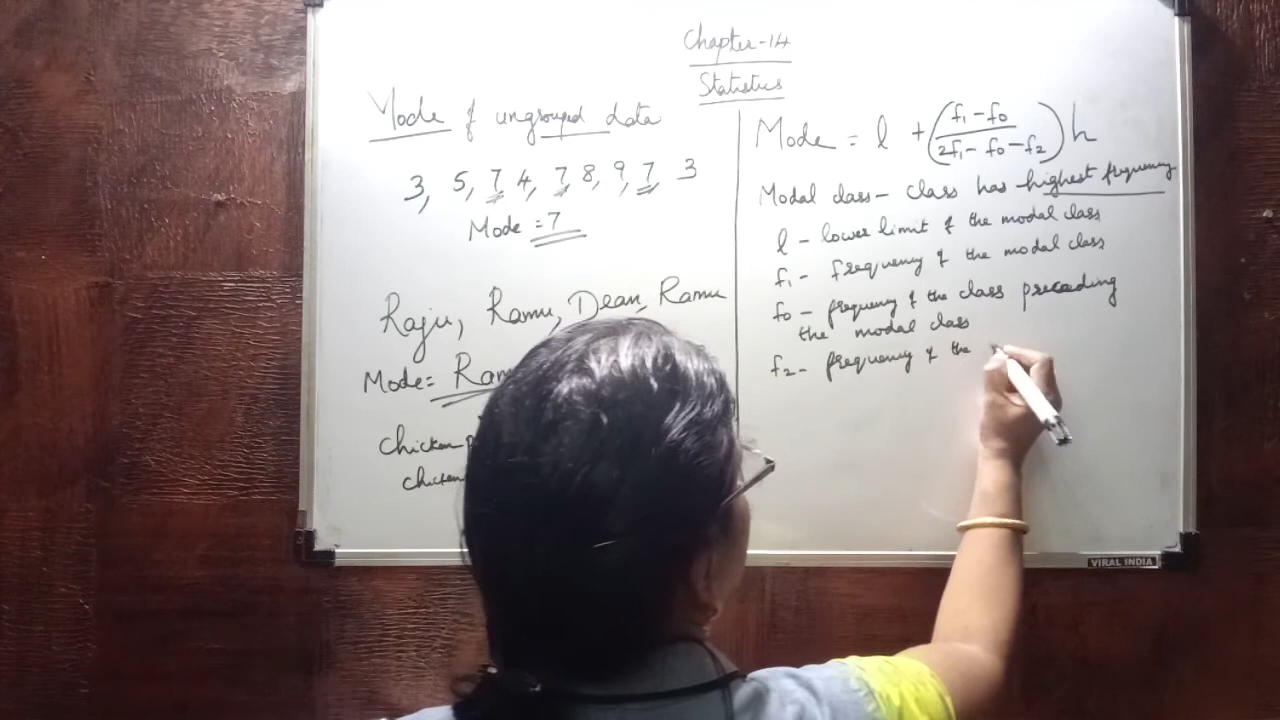 Chapter-14
Statistics
Mode of ungrouped data
3, 5, 7 4, 7 8, 9, 7, 3
Mode = 7
Raju, Ramu, Dean, Ramu
Mode= Ram
Chicken
chicken
Mode = l + (f₁ - f₀ / 2f₁ - f₀ - f₂) h
Modal class - class has highest frequency
l - lower limit of the modal class
f₁ - frequency of the modal class
f₀ - frequency of the class preceding
the modal class
f₂ - frequency of the
VIRAL INDIA